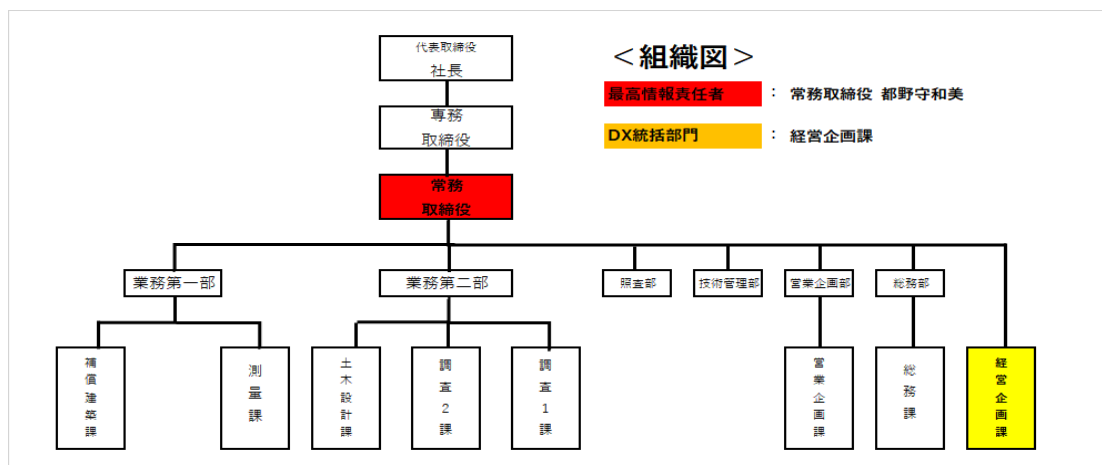 代表取締役
社長
＜組織図＞
最高情報責任者 ： 常務取締役 都野守和美
専務
取締役
DX統括部門 ： 経営企画課
常務
取締役
業務第一部
業務第二部
照査部
技術管理部
営業企画部
総務部
補償建築課
測量課
土木設計課
調査2課
調査1課
営業企画課
総務課
経営企画課